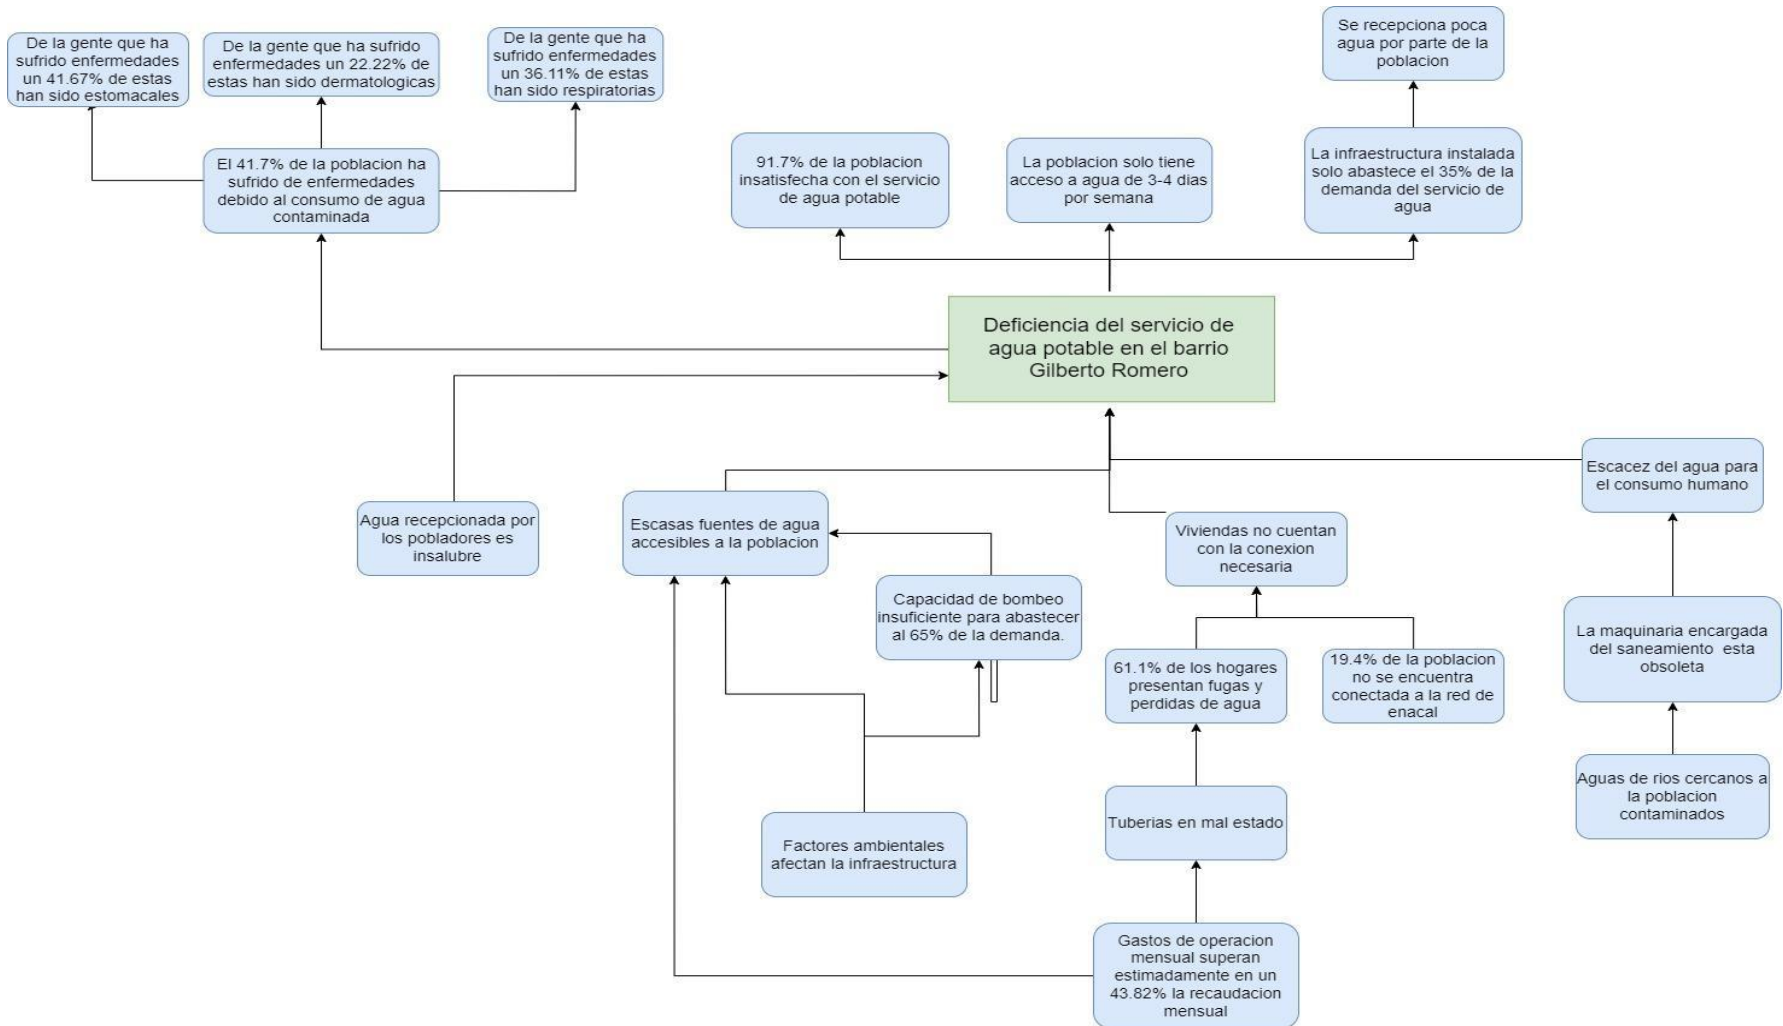 De la gente que ha
sufrido enfermedades
un 41.67% de estas
han sido estomacales
De la gente que ha sufrido
enfermedades un 22.22% de
estas han sido dermatologicas
De la gente que ha
sufrido enfermedades
un 36.11% de estas
han sido respiratorias
Se recepciona poca
agua por parte de la
poblacion
El 41.7% de la poblacion ha
sufrido de enfermedades
debido al consumo de agua
contaminada
91.7% de la poblacion
insatisfecha con el servicio
de agua potable
La poblacion solo tiene
acceso a agua de 3-4 dias
por semana
La infraestructura instalada
solo abastece el 35% de la
demanda del servicio de
agua
Deficiencia del servicio de
agua potable en el barrio
Gilberto Romero
Agua recepcionada por
los pobladores es
insalubre
Escasas fuentes de agua
accesibles a la poblacion
Capacidad de bombeo
insuficiente para abastecer
al 65% de la demanda.
Viviendas no cuentan
con la conexion
necesaria
Escacez del agua para
el consumo humano
61.1% de los hogares
presentan fugas y
perdidas de agua
19.4% de la poblacion
no se encuentra
conectada a la red de
enacal
La maquinaria encargada
del saneamiento esta
obsoleta
Factores ambientales
afectan la infraestructura
Tuberias en mal estado
Aguas de rios cercanos a
la poblacion
contaminados
Gastos de operacion
mensual superan
estimadamente en un
43.82% la recaudacion
mensual